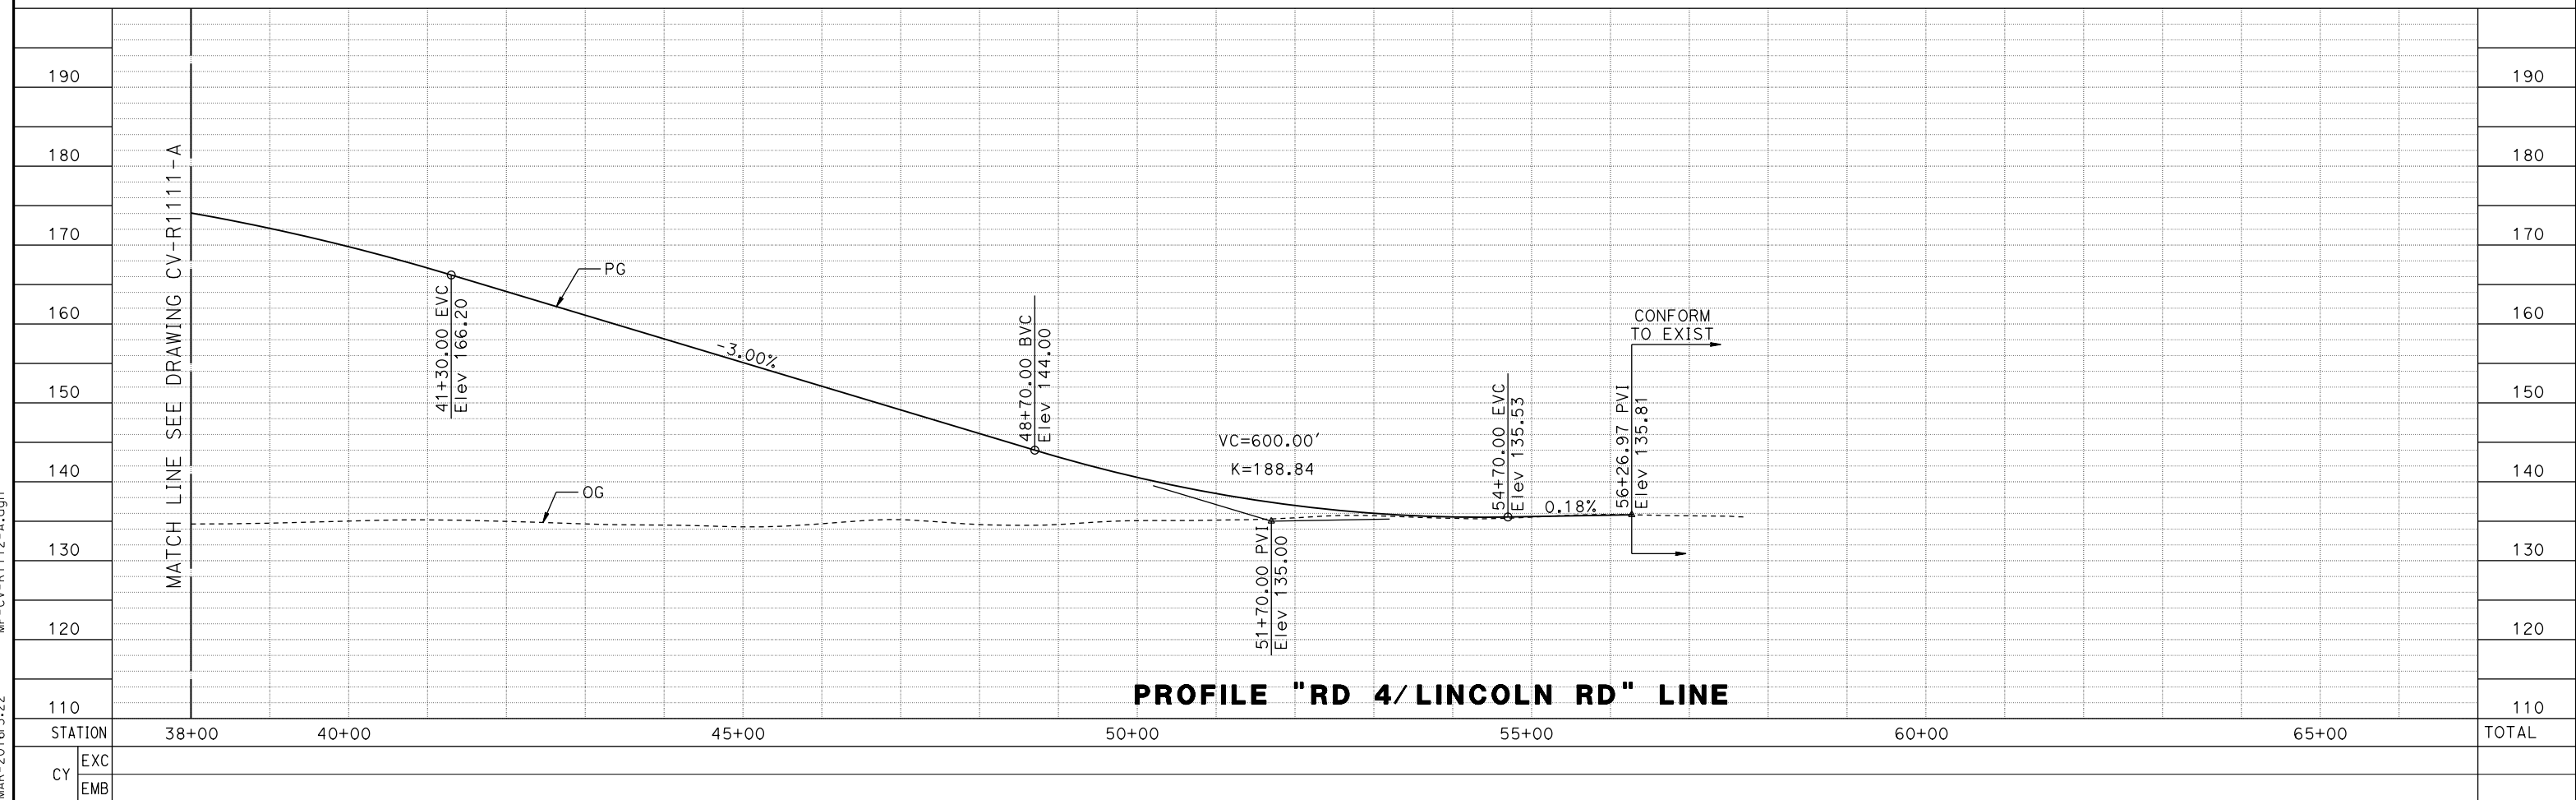 190
180
170
160
150
140
130
120
110
190
180
170
160
150
140
130
120
110
MATCH LINE SEE DRAWING CV-R1111-A
PG
41+30.00 EVC
Elev 166.20
-3.00%
48+70.00 BVC
Elev 144.00
VC=600.00'
K=188.84
OG
51+70.00 PVI
Elev 135.00
54+70.00 EVC
Elev 135.53
0.18%
56+26.97 PVI
Elev 135.81
CONFORM
TO EXIST
PROFILE "RD 4/LINCOLN RD" LINE
STATION 38+00 40+00 45+00 50+00 55+00 60+00 65+00 TOTAL
CY
EXC
EMB